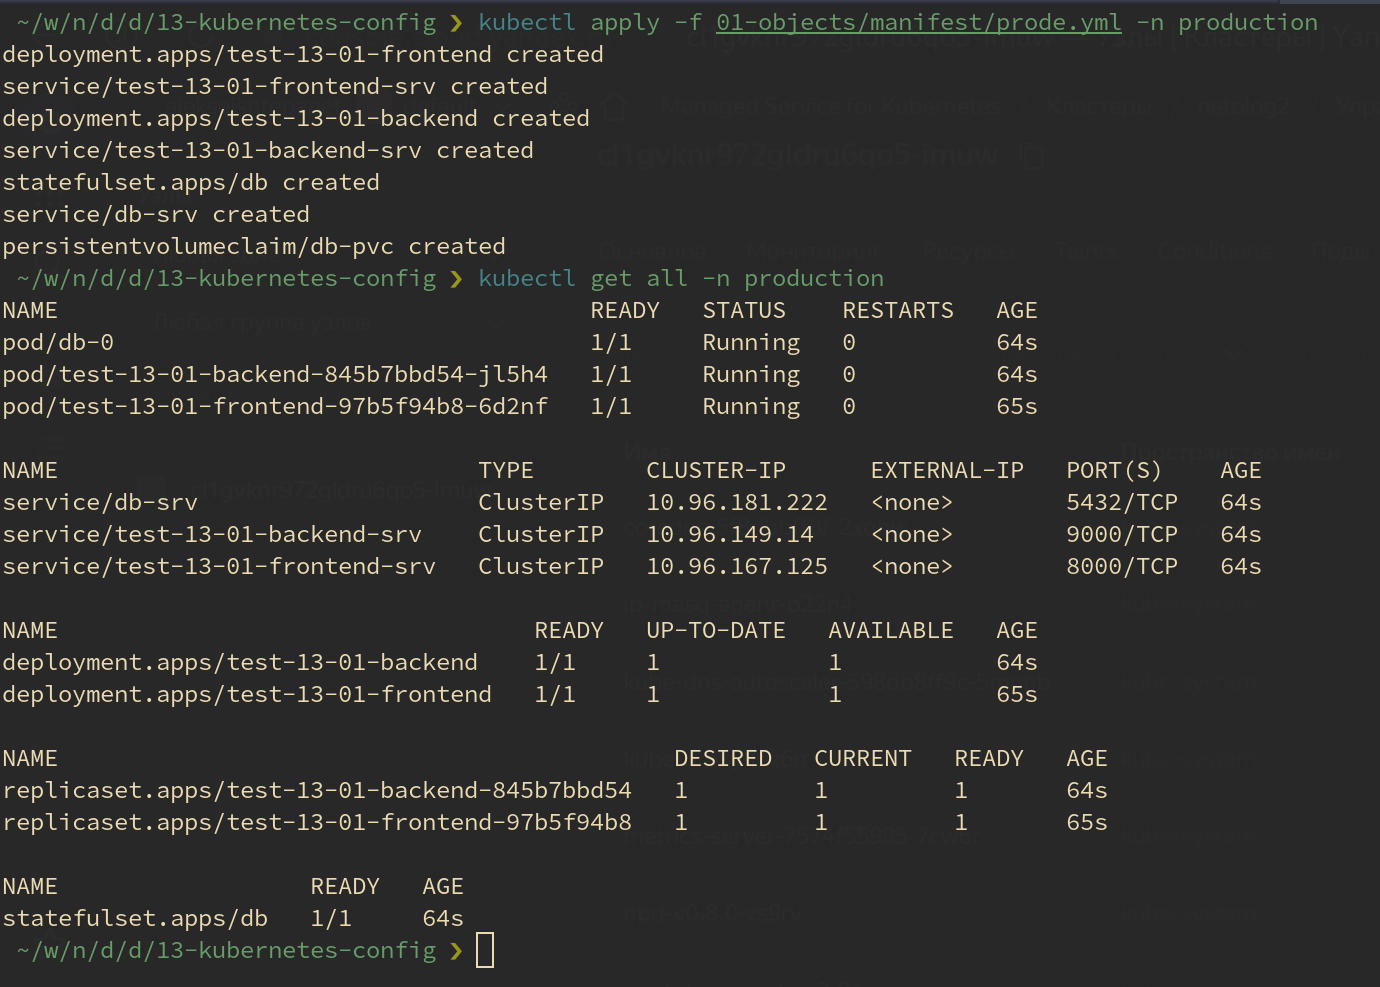 ~/w/n/d/d/13-kubernetes-config ❯ kubectl apply -f 01-objects/manifest/prode.yml -n production
deployment.apps/test-13-01-frontend created
service/test-13-01-frontend-srv created
deployment.apps/test-13-01-backend created
service/test-13-01-backend-srv created
statefulset.apps/db created
service/db-srv created
persistentvolumeclaim/db-pvc created
~/w/n/d/d/13-kubernetes-config ❯ kubectl get all -n production
NAME READY STATUS RESTARTS AGE
pod/db-0 1/1 Running 0 64s
pod/test-13-01-backend-845b7bbd54-jl5h4 1/1 Running 0 64s
pod/test-13-01-frontend-97b5f94b8-6d2nf 1/1 Running 0 65s
NAME TYPE CLUSTER-IP EXTERNAL-IP PORT(S) AGE
service/db-srv ClusterIP 10.96.181.222 <none> 5432/TCP 64s
service/test-13-01-backend-srv ClusterIP 10.96.149.14 <none> 9000/TCP 64s
service/test-13-01-frontend-srv ClusterIP 10.96.167.125 <none> 8000/TCP 64s
NAME READY UP-TO-DATE AVAILABLE AGE
deployment.apps/test-13-01-backend 1/1 1 1 64s
deployment.apps/test-13-01-frontend 1/1 1 1 65s
NAME DESIRED CURRENT READY AGE
replicaset.apps/test-13-01-backend-845b7bbd54 1 1 1 64s
replicaset.apps/test-13-01-frontend-97b5f94b8 1 1 1 65s
NAME READY AGE
statefulset.apps/db 1/1 64s
~/w/n/d/d/13-kubernetes-config ❯